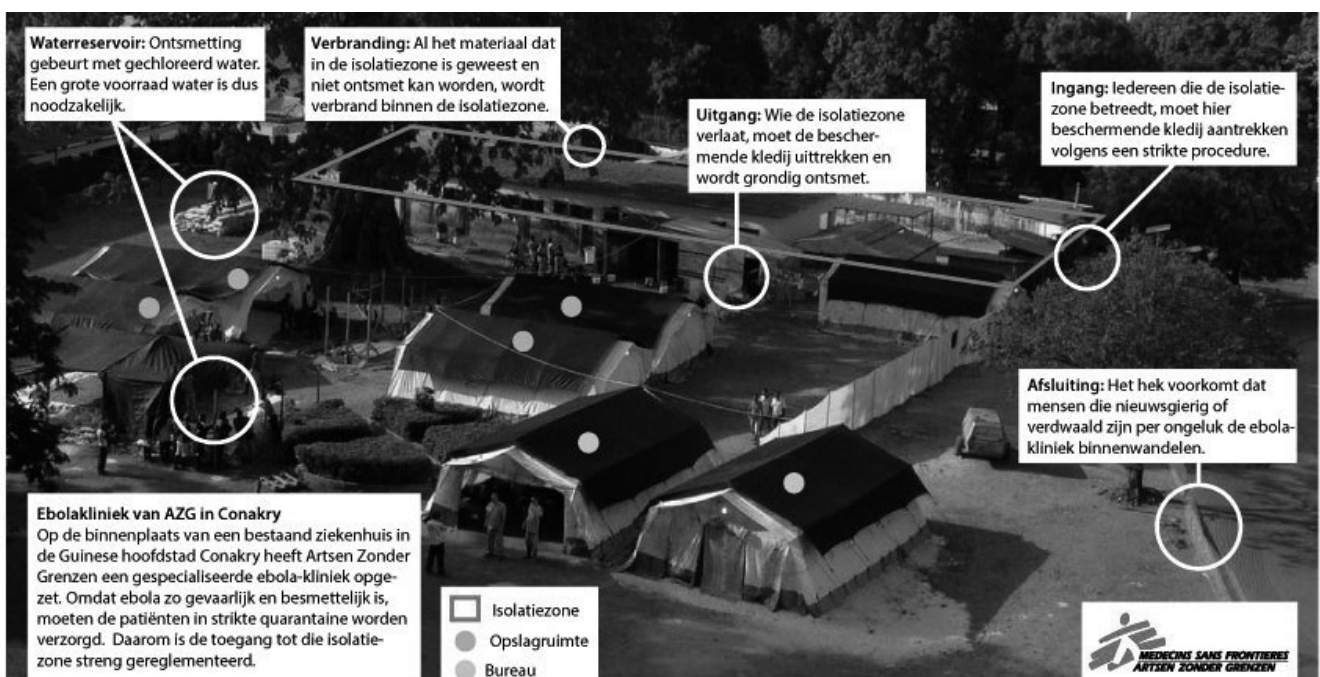 Waterreservoir: Ontsmetting
gebeurt met gechloreerd water.
Een grote voorraad water is dus
noodzakelijk.
Verbranding: Al het materiaal dat
in de isolatiezone is geweest en
niet ontsmet kan worden, wordt
verbrand binnen de isolatiezone.
Uitgang: Wie de isolatiezone
verlaat, moet de bescher-
mende kledij uittrekken en
wordt grondig ontsmet.
Ingang: Iedereen die de isolatie-
zone betreedt, moet hier
beschermende kledij aantrekken
volgens een strikte procedure.
Afsluiting: Het hek voorkomt dat
mensen die nieuwsgierig of
verdwaald zijn per ongeluk de ebola-
kliniek binnenwandelen.
Ebolakliniek van AZG in Conakry
Op de binnenplaats van een bestaand ziekenhuis in
de Guinese hoofdstad Conakry heeft Artsen Zonder
Grenzen een gespecialiseerde ebola-kliniek opge-
zet. Omdat ebola zo gevaarlijk en besmettelijk is,
moeten de patiënten in strikte quarantaine worden
verzorgd. Daarom is de toegang tot die isolatie-
zone streng gereglementeerd.
Isolatiezone
Opslagruimte
Bureau
MEDECINS SANS FRONTIERES
ARTSEN ZONDER GRENZEN